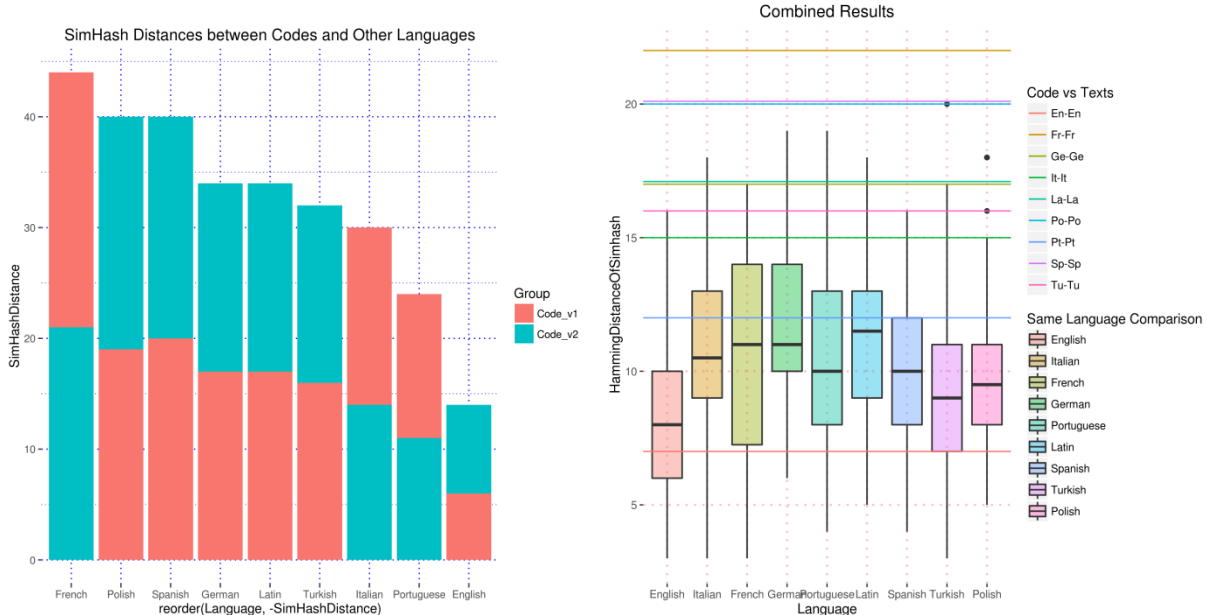 SimHash Distances between Codes and Other Languages
SimHashDistance
40
30
20
10
0
French Polish Spanish German Latin Turkish Italian Portuguese English
reorder(Language, -SimHashDistance)
Group
Code_v1
Code_v2
Combined Results
HammingDistanceOfSimhash
20
15
10
5
English Italian French German Portuguese Latin Spanish Turkish Polish
Language
Code vs Texts
En-En
Fr-Fr
Ge-Ge
It-It
La-La
Po-Po
Pt-Pt
Sp-Sp
Tu-Tu
Same Language Comparison
English
Italian
French
German
Portuguese
Latin
Spanish
Turkish
Polish